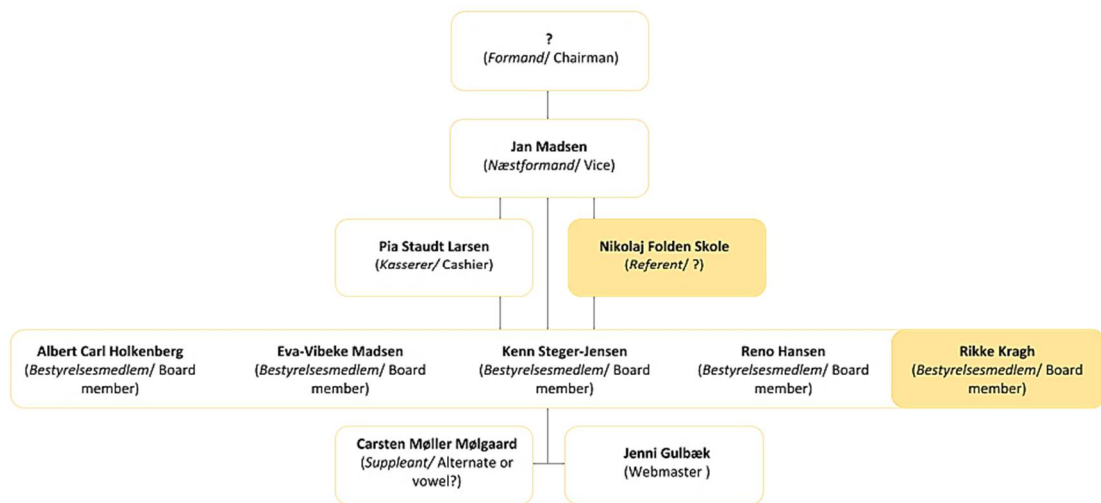 ?
(Formand/ Chairman)
Jan Madsen
(Næstformand/ Vice)
Pia Staudt Larsen
(Kasserer/ Cashier)
Nikolaj Folden Skole
(Referent/ ?)
Albert Carl Holkenberg
(Bestyrelsesmedlem/ Board
member)
Eva-Vibeke Madsen
(Bestyrelsesmedlem/ Board
member)
Kenn Steger-Jensen
(Bestyrelsesmedlem/ Board
member)
Reno Hansen
(Bestyrelsesmedlem/ Board
member)
Rikke Kragh
(Bestyrelsesmedlem/ Board
member)
Carsten Møller Mølgaard
(Suppleant/ Alternate or
vowel?)
Jenni Gulbæk
(Webmaster )